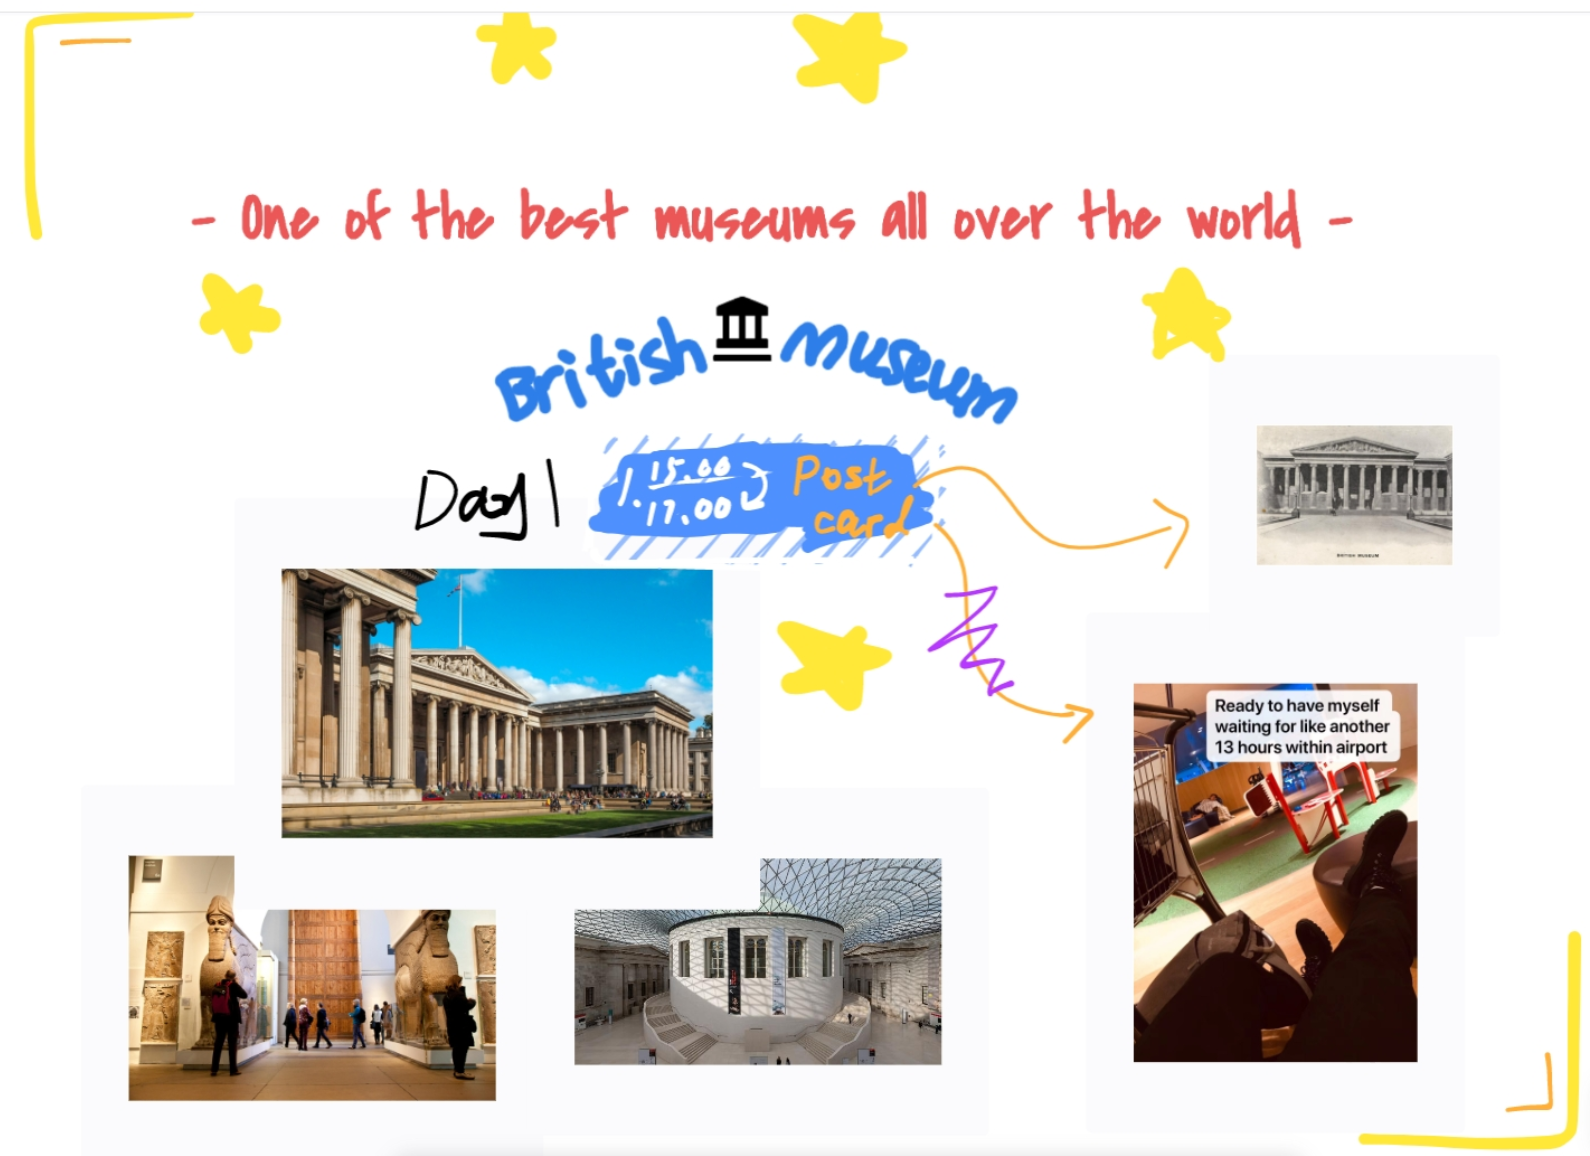 - One of the best museums all over the world -
British Museum
Day 1
1. 15.00 Post
17.00 card
BRITISH MUSEUM
Ready to have myself
waiting for like another
13 hours within airport